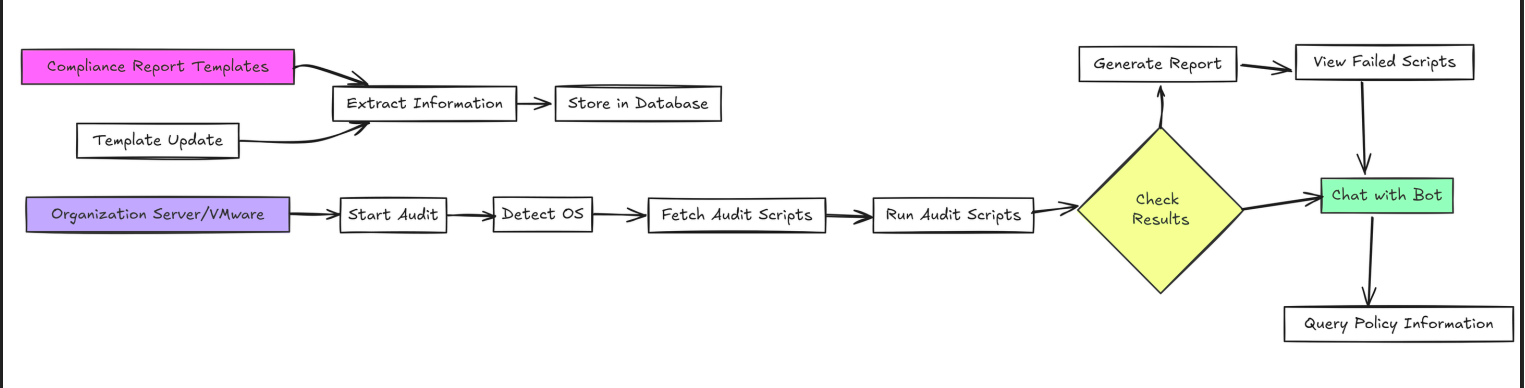 Compliance Report Templates
Template Update
Extract Information
Store in Database
Organization Server/VMware
Start Audit
Detect OS
Fetch Audit Scripts
Run Audit Scripts
Check
Results
Generate Report
View Failed Scripts
Chat with Bot
Query Policy Information